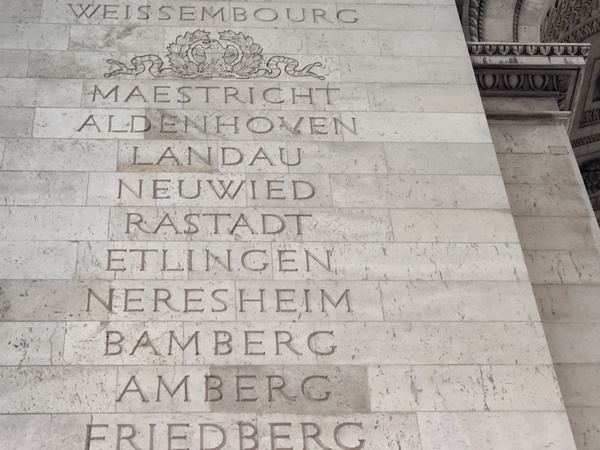 WEISSEMBOURG
MAESTRICHT
ALDENHOVEN
LANDAU
NEUWIED
RASTADT
ETLINGEN
NERESHEIM
BAMBERG
AMBERG
FRIEDBERG